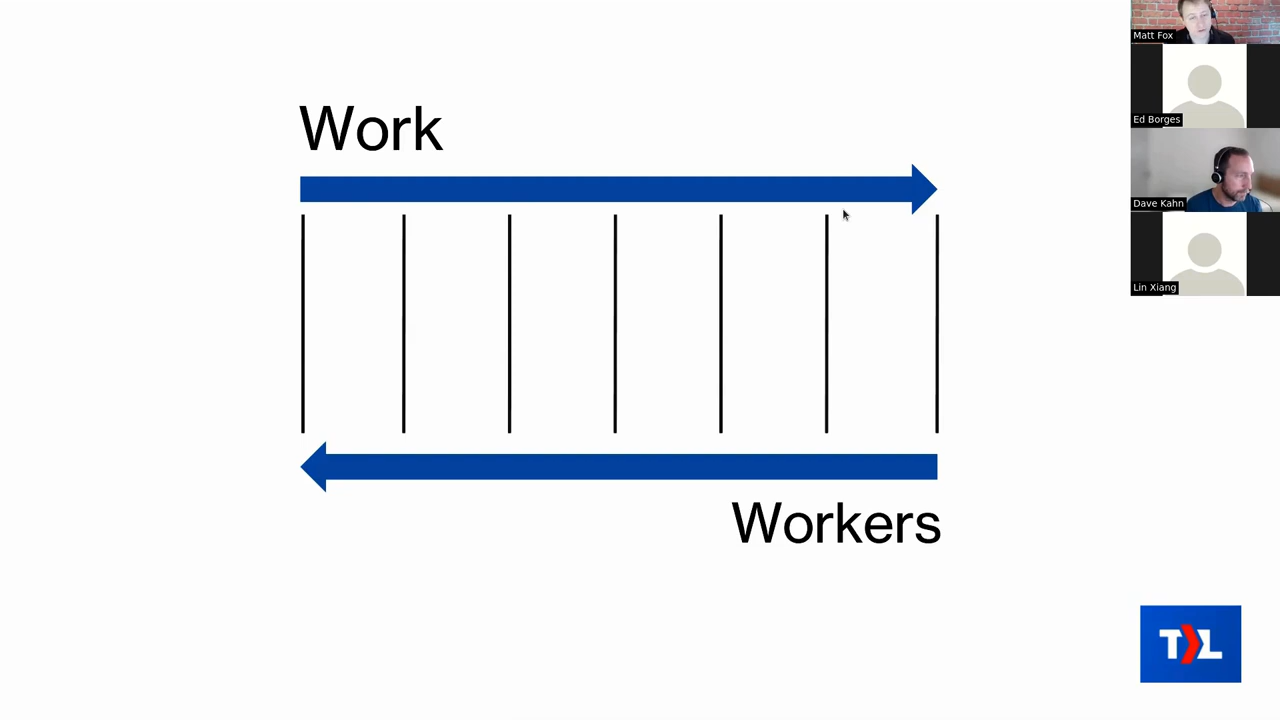 Work
Workers
Matt Fox
Ed Borges
Dave Kahn
Lin Xiang
TL